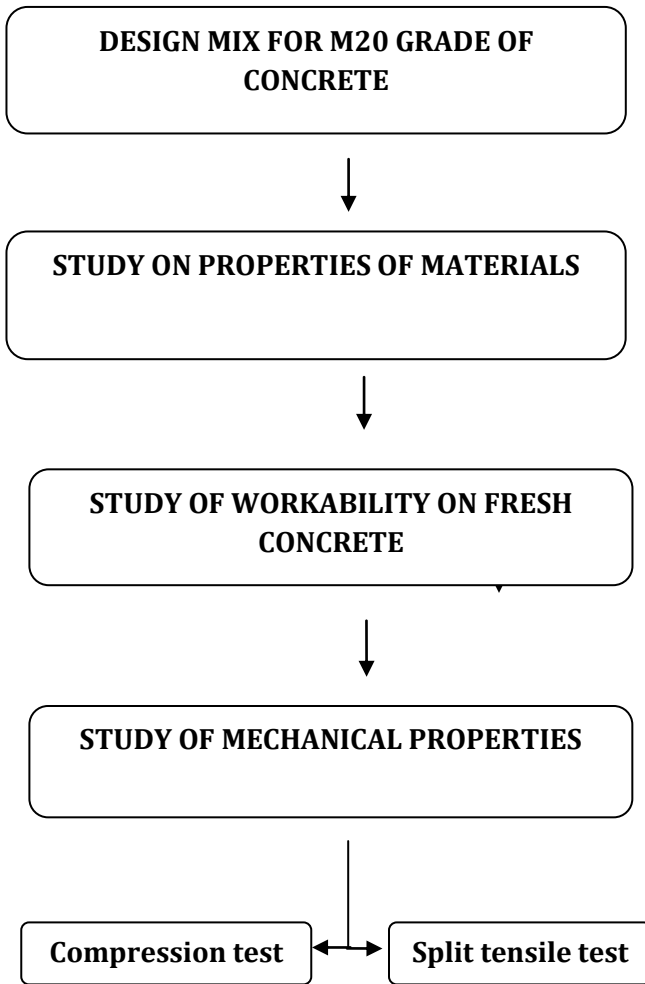 DESIGN MIX FOR M20 GRADE OF
CONCRETE
STUDY ON PROPERTIES OF MATERIALS
STUDY OF WORKABILITY ON FRESH
CONCRETE
STUDY OF MECHANICAL PROPERTIES
Compression test
Split tensile test